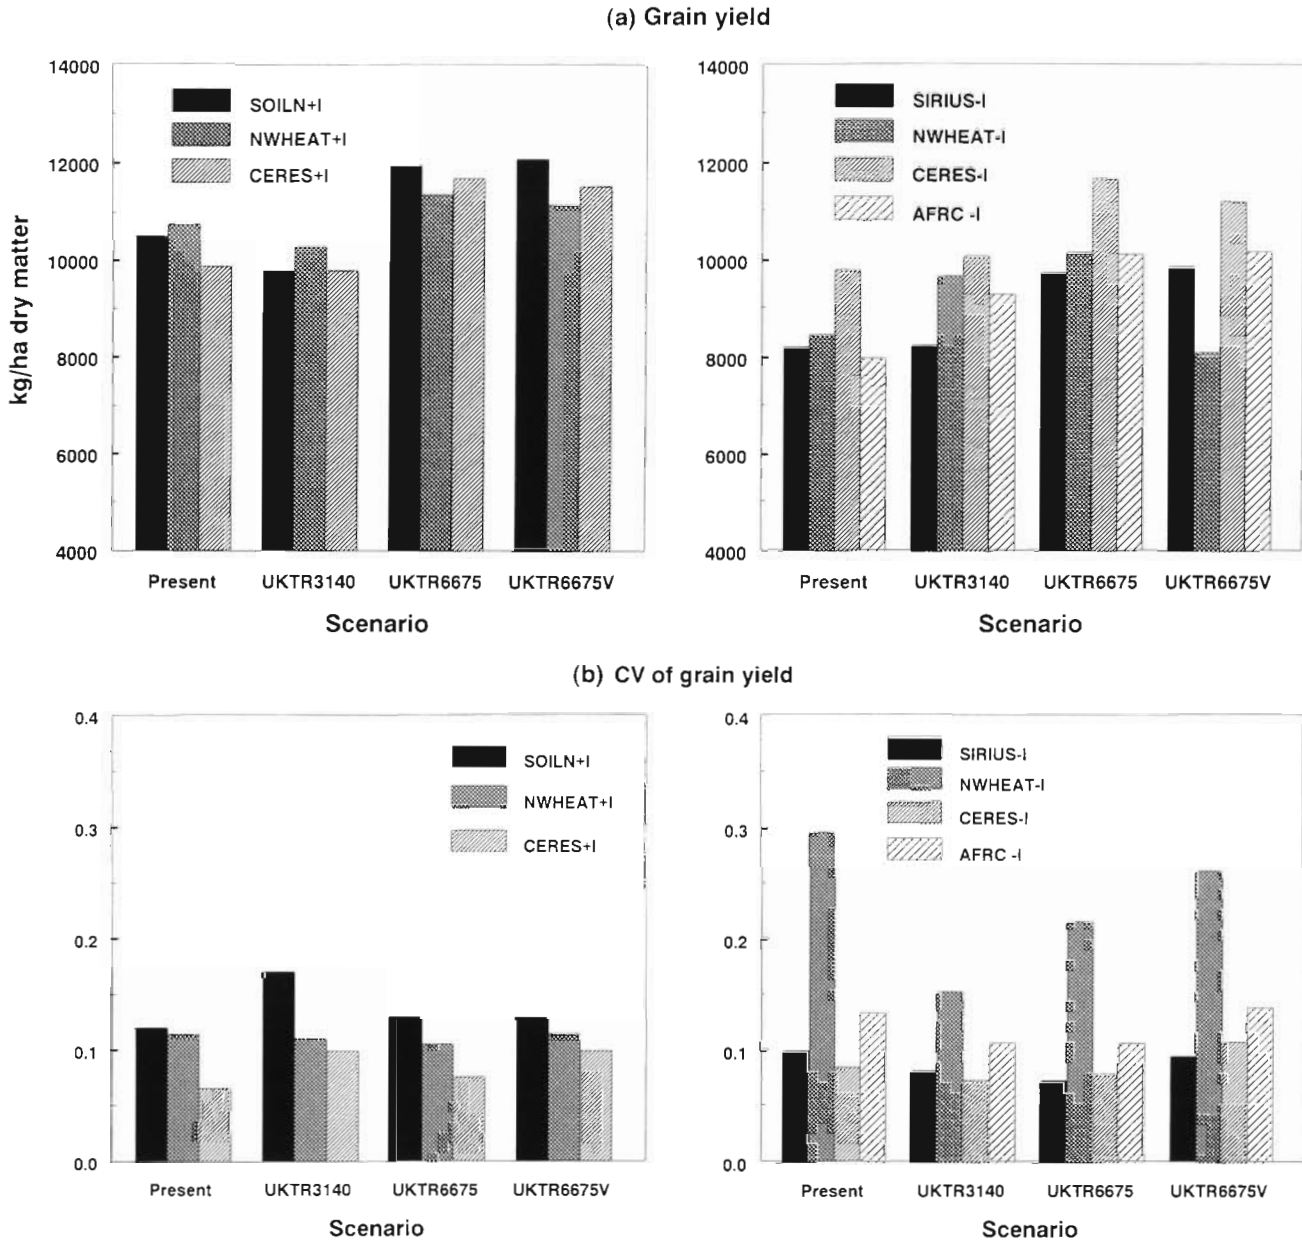 (a) Grain yield
kg/ha dry matter
14000
12000
10000
8000
6000
4000
SOILN+I
NWHEAT+I
CERES+I
Present UKTR3140 UKTR6675 UKTR6675V
Scenario
14000
12000
10000
8000
6000
4000
SIRIUS-I
NWHEAT-I
CERES-I
AFRC -I
Present UKTR3140 UKTR6675 UKTR6675V
Scenario
(b) CV of grain yield
0.4
0.3
0.2
0.1
0.0
SOILN+I
NWHEAT+I
CERES+I
Present UKTR3140 UKTR6675 UKTR6675V
Scenario
0.4
0.3
0.2
0.1
0.0
SIRIUS-I
NWHEAT-I
CERES-I
AFRC -I
Present UKTR3140 UKTR6675 UKTR6675V
Scenario